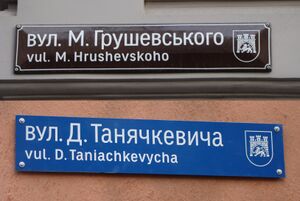 вул. М. Грушевського
vul. M. Hrushevskoho
вул. Д. Танячкевича
vul. D. Taniachkevycha